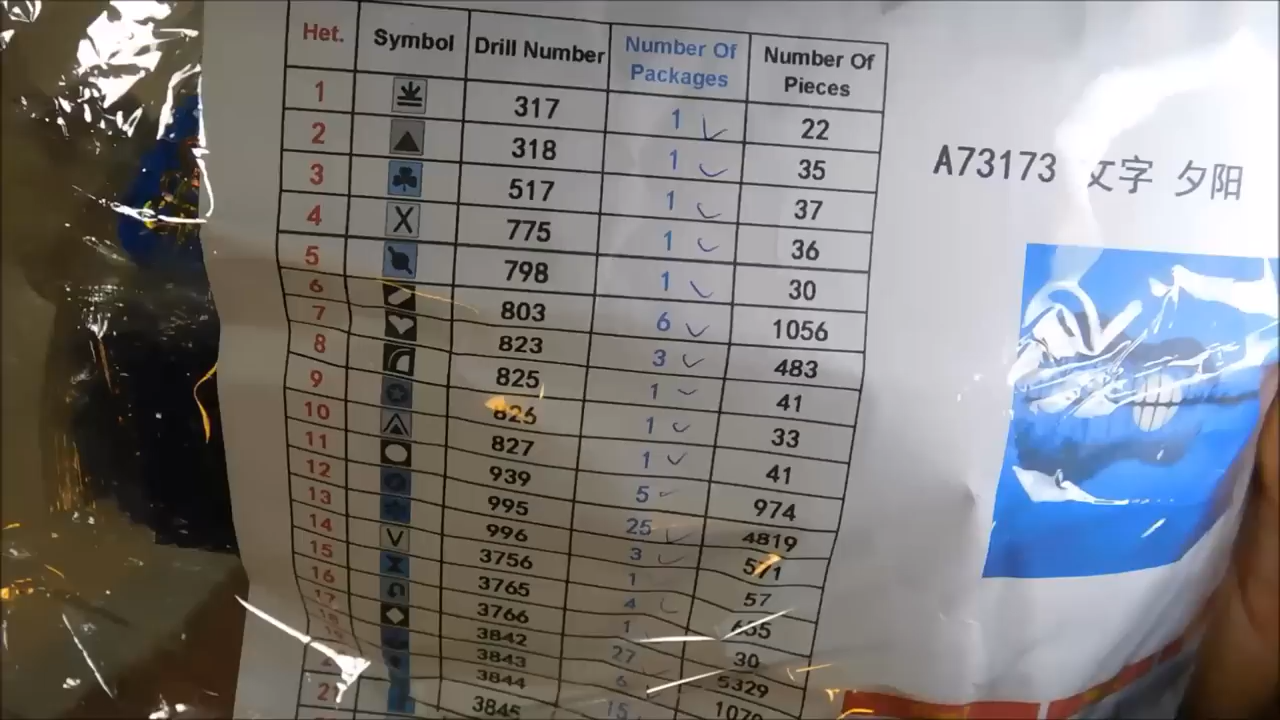 Het. Symbol Drill Number Number Of Packages Number Of Pieces
1 317 1 22
2 318 1 35
3 517 1 37
4 X 775 1 36
5 798 1 30
6 803 6 1056
7 823 3 483
8 825 1 41
9 826 1 33
10 827 1 41
11 939 5 974
12 995 25 4819
13 996 3 571
14 V 3756 1 57
15 3765 4
16 3766 1 30
17 3842 27 5329
18 3843 6
3844 15
21 3845
A73173 文字 夕阳